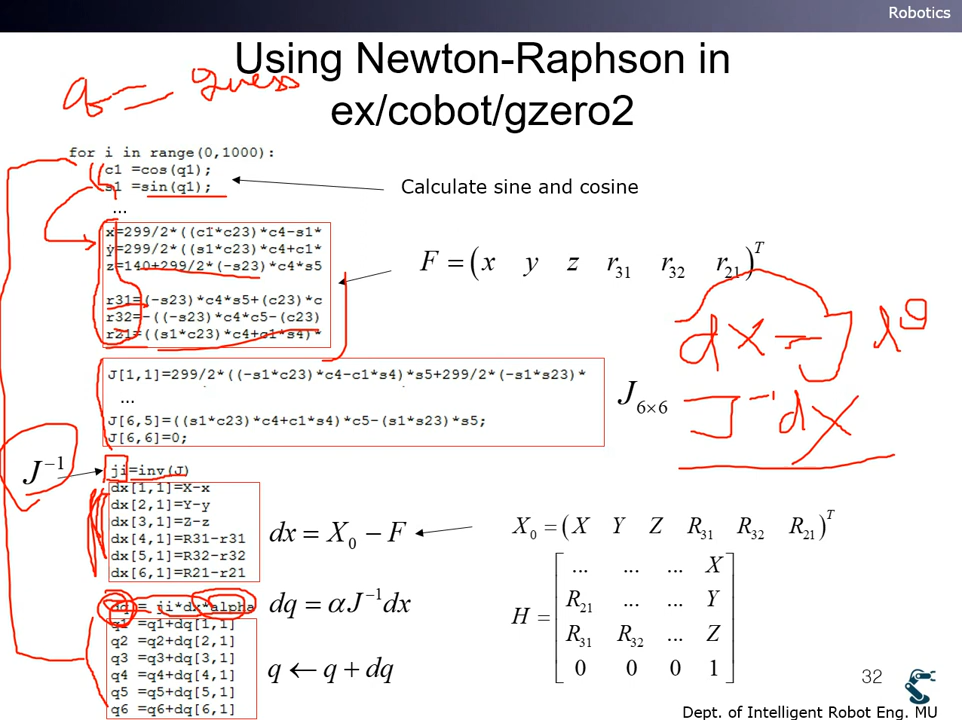 Robotics
Using Newton-Raphson in
ex/cobot/gzero2
q = guess
for i in range(0,1000):
c1 =cos(q1);
s1 =sin(q1);
...
Calculate sine and cosine
x=299/2*((c1*c23)*c4-s1*
y=299/2*((s1*c23)*c4+c1*
z=140+299/2*(-s23)*c4*s5
r31=(-s23)*c4*s5+(c23)*c
r32=-((-s23)*c4*c5-(c23)
r21=((s1*c23)*c4+c1*s4)*
F = (x y z r31 r32 r21)^T
J[1,1]=299/2*((-s1*c23)*c4-c1*s4)*s5+299/2*(-s1*s23)*
...
J[6,5]=((s1*c23)*c4+c1*s4)*c5-(s1*s23)*s5;
J[6,6]=0;
J6×6
dx = J dθ
J⁻¹dx
J⁻¹
ji=inv(J)
dx[1,1]=X-x
dx[2,1]=Y-y
dx[3,1]=Z-z
dx[4,1]=R31-r31
dx[5,1]=R32-r32
dx[6,1]=R21-r21
dx = X0 − F
X0 = (X Y Z R31 R32 R21)^T
dq = ji*dx*alpha
dq = αJ⁻¹dx
q1 =q1+dq[1,1]
q2 =q2+dq[2,1]
q3 =q3+dq[3,1]
q4 =q4+dq[4,1]
q5 =q5+dq[5,1]
q6 =q6+dq[6,1]
q ← q + dq
H =
... ... ... X
R21 ... ... Y
R31 R32 ... Z
0 0 0 1
32
Dept. of Intelligent Robot Eng. MU